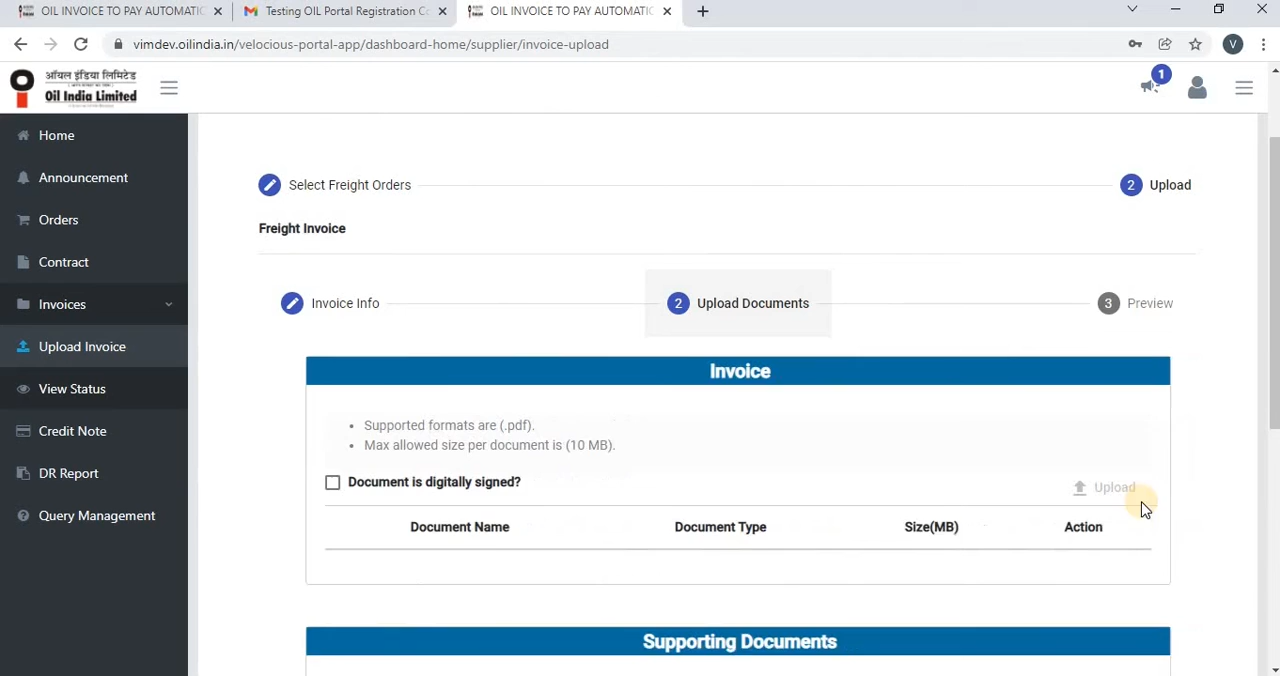 OIL INVOICE TO PAY AUTOMATIC
Testing OIL Portal Registration Co
OIL INVOICE TO PAY AUTOMATIC
vimdev.oilindia.in/velocious-portal-app/dashboard-home/supplier/invoice-upload
V
ऑयल इंडिया लिमिटेड
Oil India Limited
1
Home
Announcement
Orders
Contract
Invoices
Upload Invoice
View Status
Credit Note
DR Report
Query Management
Select Freight Orders
2 Upload
Freight Invoice
Invoice Info
2 Upload Documents
3 Preview
Invoice
• Supported formats are (.pdf).
• Max allowed size per document is (10 MB).
Document is digitally signed?
Upload
Document Name Document Type Size(MB) Action
Supporting Documents